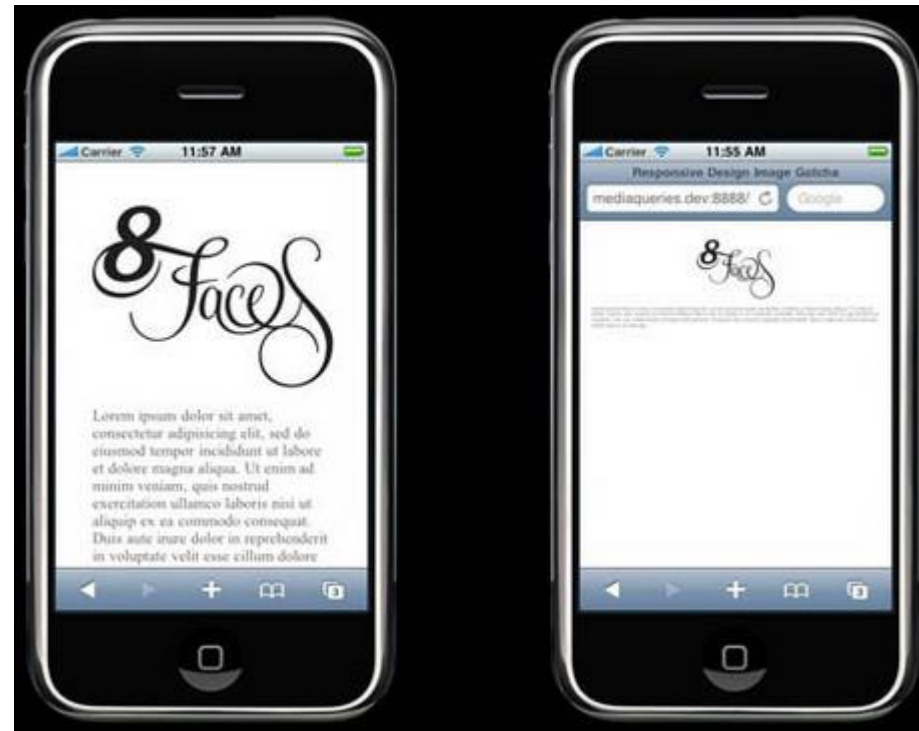 Carrier 11:57 AM
8 Faces
Lorem ipsum dolor sit amet,
consectetur adipisicing elit, sed do
eiusmod tempor incididunt ut labore
et dolore magna aliqua. Ut enim ad
minim veniam, quis nostrud
exercitation ullamco laboris nisi ut
aliquip ex ea commodo consequat.
Duis aute irure dolor in reprehenderit
in voluptate velit esse cillum dolore
3
Carrier 11:55 AM
Responsive Design Image Gotcha
mediaqueries.dev:8888/ Google
8 Faces
3